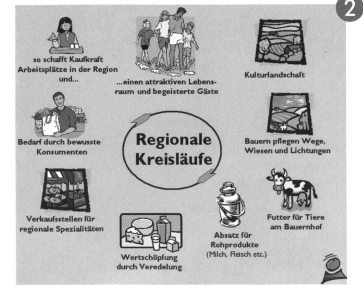 2
so schafft Kaufkraft
Arbeitsplätze in der Region
und...
...einen attraktiven Lebens-
raum und begeisterte Gäste
Kulturlandschaft
Bedarf durch bewusste
Konsumenten
Regionale
Kreisläufe
Bauern pflegen Wege,
Wiesen und Lichtungen
Verkaufsstellen für
regionale Spezialitäten
Wertschöpfung
durch Veredelung
Absatz für
Rohprodukte
(Milch, Fleisch etc.)
Futter für Tiere
am Bauernhof